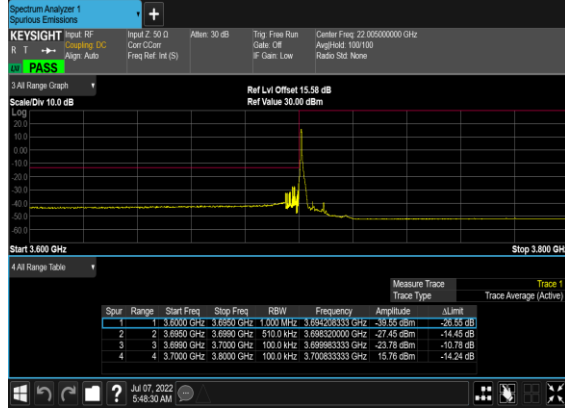 Spectrum Analyzer 1
Spurious Emissions
KEYSIGHT Input: RF Input Z: 50 Ω Atten: 30 dB Trig: Free Run Center Freq: 22.005000000 GHz
R T Coupling: DC Corr CCorr Gate: Off Avg|Hold: 100/100
Align: Auto Freq Ref: Int (S) IF Gain: Low Radio Std: None
PASS
3 All Range Graph
Ref Lvl Offset 15.58 dB
Scale/Div 10.0 dB Ref Value 30.00 dBm
Log
20.0
10.0
0.00
-10.0
-20.0
-30.0
-40.0
-50.0
-60.0
Start 3.600 GHz Stop 3.800 GH
4 All Range Table
Measure Trace Trace 1
Trace Type Trace Average (Active)
Spur Range Start Freq Stop Freq RBW Frequency Amplitude ΔLimit
1 1 3.6000 GHz 3.6950 GHz 1.000 MHz 3.694208333 GHz -39.55 dBm -26.55 dB
2 2 3.6950 GHz 3.6990 GHz 510.0 kHz 3.698320000 GHz -27.45 dBm -14.45 dB
3 3 3.6990 GHz 3.7000 GHz 100.0 kHz 3.699983333 GHz -23.78 dBm -10.78 dB
4 4 3.7000 GHz 3.8000 GHz 100.0 kHz 3.700833333 GHz 15.76 dBm -14.24 dB
? Jul 07, 2022
5:48:30 AM